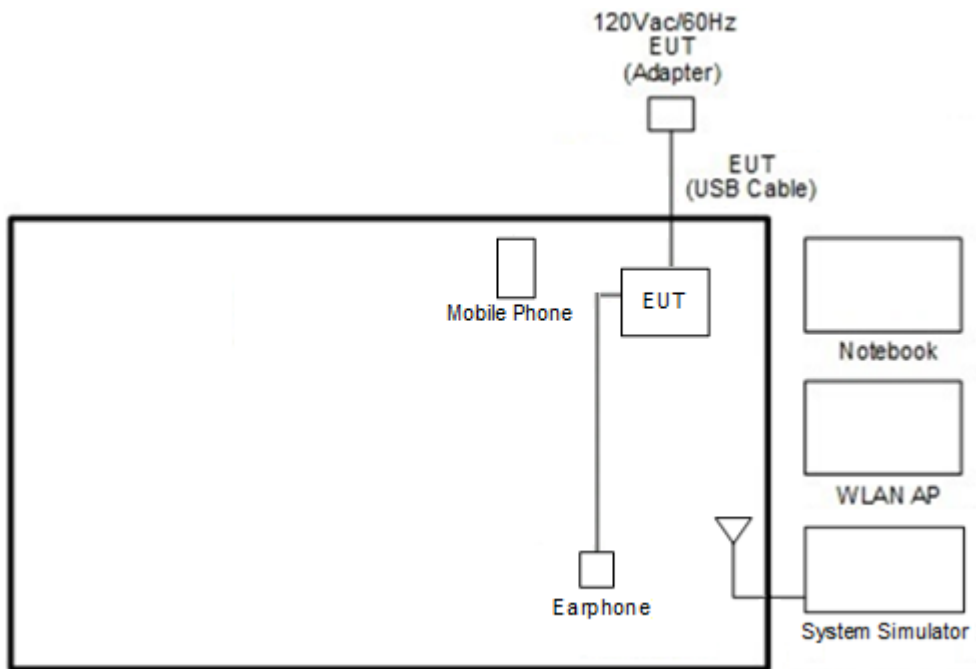 120Vac/60Hz
EUT
(Adapter)
EUT
(USB Cable)
Mobile Phone
EUT
Notebook
WLAN AP
Earphone
System Simulator